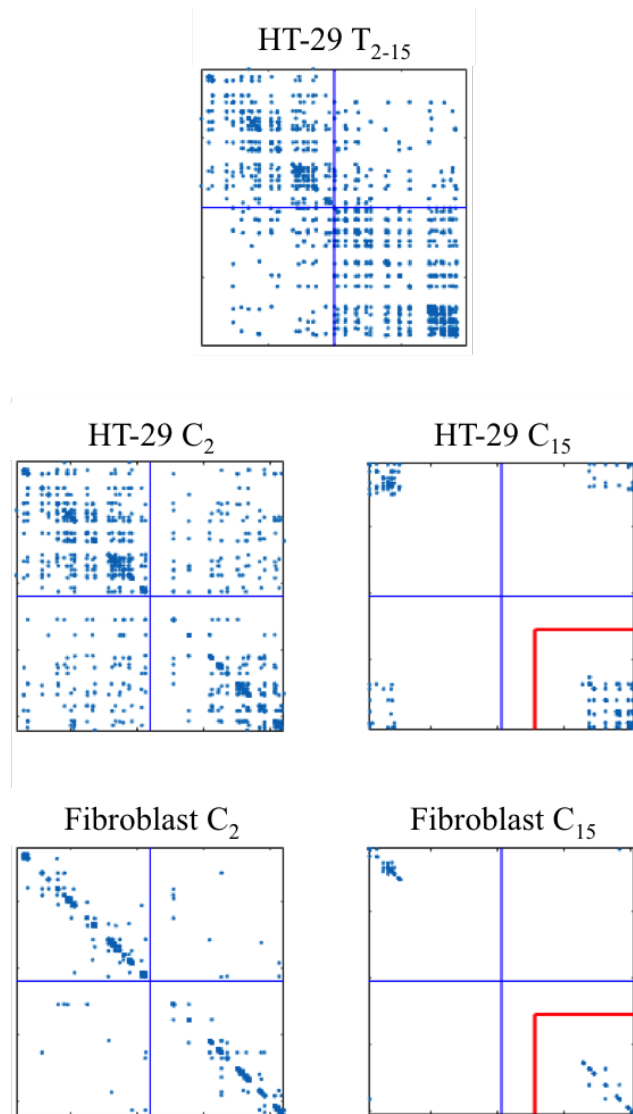 HT-29 T₂₋₁₅
HT-29 C₂
HT-29 C₁₅
Fibroblast C₂
Fibroblast C₁₅